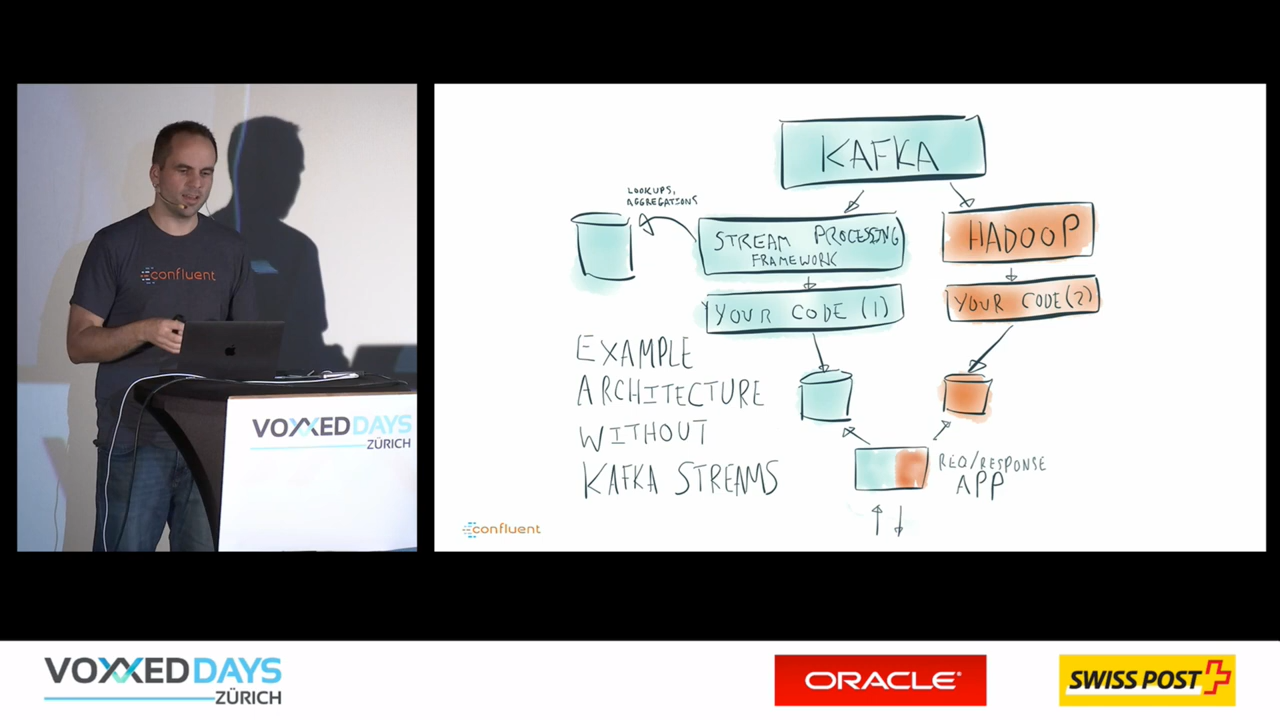 confluent
VOXXED DAYS
ZÜRICH
KAFKA
LOOKUPS,
AGGREGATIONS
STREAM PROCESSING
FRAMEWORK
HADOOP
YOUR CODE (1)
YOUR CODE(2)
EXAMPLE
ARCHITECTURE
WITHOUT
KAFKA STREAMS
REQ/RESPONSE
APP
confluent
VOXXED DAYS
ZÜRICH
ORACLE
SWISS POST